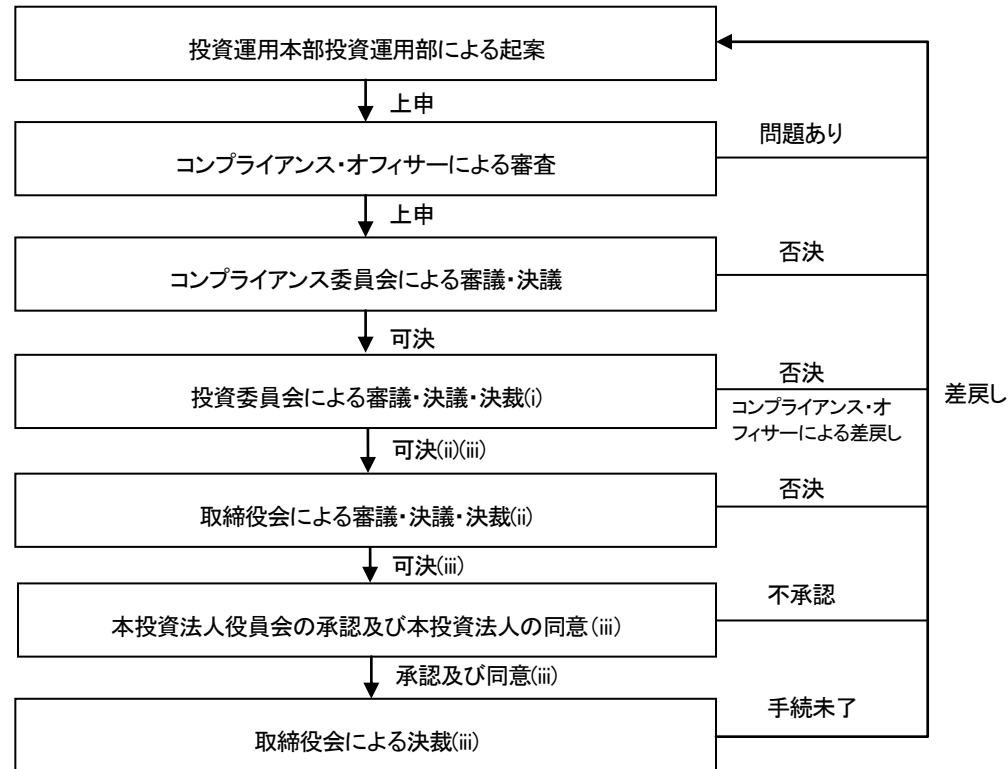 投資運用本部投資運用部による起案
上申
問題あり
コンプライアンス・オフィサーによる審査
上申
否決
コンプライアンス委員会による審議・決議
可決
否決
投資委員会による審議・決議・決裁(i)
差戻し
コンプライアンス・オ
フィサーによる差戻し
可決(ii)(iii)
否決
取締役会による審議・決議・決裁(ii)
可決(iii)
不承認
本投資法人役員会の承認及び本投資法人の同意(iii)
承認及び同意(iii)
手続未了
取締役会による決裁(iii)